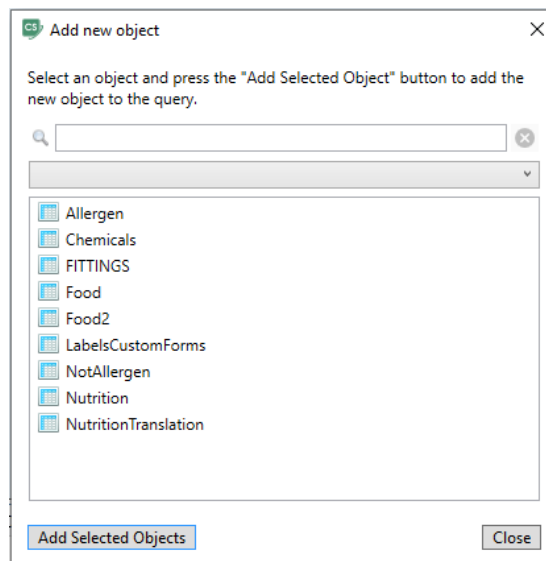 CS Add new object
Select an object and press the "Add Selected Object" button to add the
new object to the query.
Allergen
Chemicals
FITTINGS
Food
Food2
LabelsCustomForms
NotAllergen
Nutrition
NutritionTranslation
Add Selected Objects Close